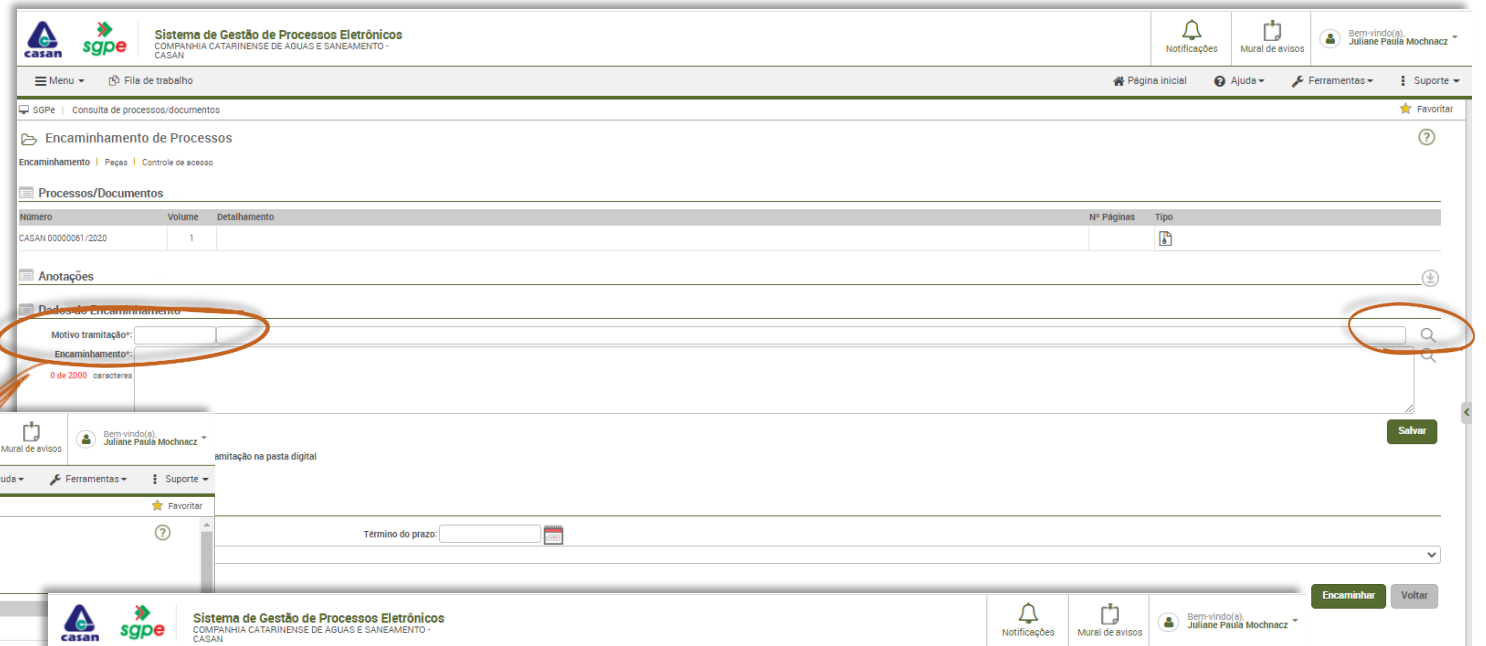 casan
sgpe
Sistema de Gestão de Processos Eletrônicos
COMPANHIA CATARINENSE DE AGUAS E SANEAMENTO -
CASAN
Notificações
Mural de avisos
Bem-vindo(a),
Juliane Paula Mochnacz
Menu
Fila de trabalho
Página inicial
Ajuda
Ferramentas
Suporte
SGPe | Consulta de processos/documentos
Favoritar
Encaminhamento de Processos
Encaminhamento | Peças | Controle de acesso
Processos/Documentos
Número Volume Detalhamento Nº Páginas Tipo
CASAN 00000061/2020 1
Anotações
Dados do Encaminhamento
Motivo tramitação*:
Encaminhamento*:
0 de 2000 caracteres
Salvar
Mural de avisos
Bem-vindo(a),
Juliane Paula Mochnacz
amitação na pasta digital
uda
Ferramentas
Suporte
Favoritar
Término do prazo:
Encaminhar
Voltar
casan
sgpe
Sistema de Gestão de Processos Eletrônicos
COMPANHIA CATARINENSE DE AGUAS E SANEAMENTO -
CASAN
Notificações
Mural de avisos
Bem-vindo(a),
Juliane Paula Mochnacz